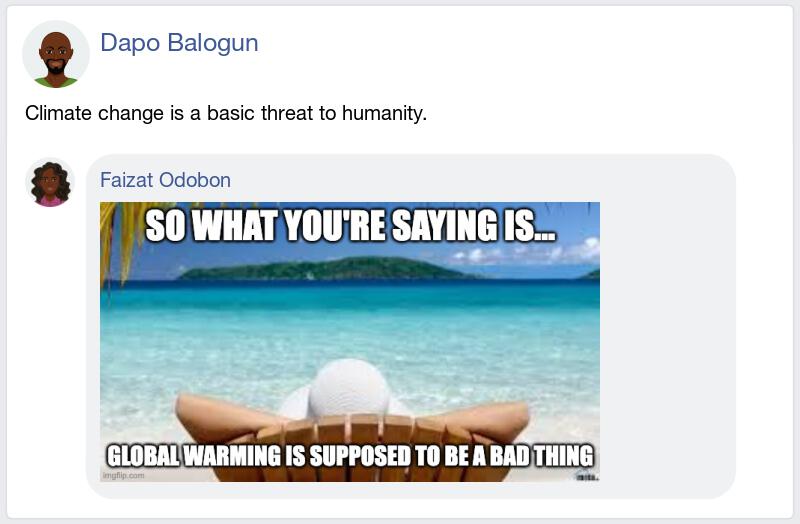 Dapo Balogun
Climate change is a basic threat to humanity.
Faizat Odobon
SO WHAT YOU'RE SAYING IS...
GLOBAL WARMING IS SUPPOSED TO BE A BAD THING
imgflip.com